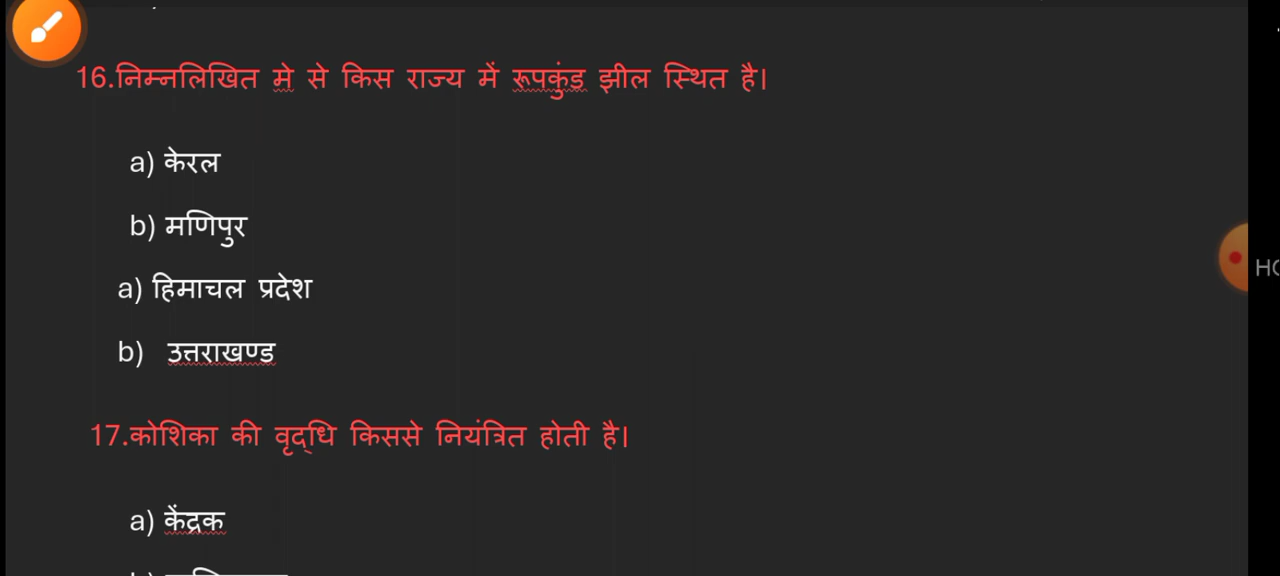 16.निम्नलिखित मे से किस राज्य में रूपकुंड झील स्थित है।
a) केरल
b) मणिपुर
a) हिमाचल प्रदेश
b) उत्तराखण्ड
17.कोशिका की वृद्धि किससे नियंत्रित होती है।
a) केंद्रक